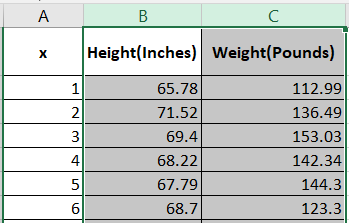 A B C
x Height(Inches) Weight(Pounds)
1 65.78 112.99
2 71.52 136.49
3 69.4 153.03
4 68.22 142.34
5 67.79 144.3
6 68.7 123.3